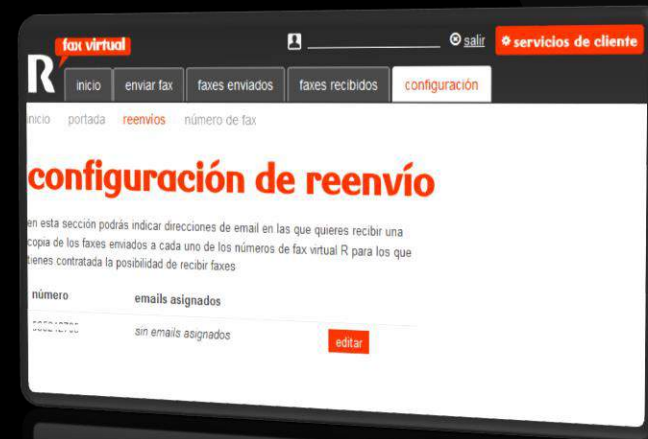 R fax virtual
salir
servicios de cliente
inicio enviar fax faxes enviados faxes recibidos configuración
inicio portada reenvios número de fax
configuración de reenvío
en esta sección podrás indicar direcciones de email en las que quieres recibir una
copia de los faxes enviados a cada uno de los números de fax virtual R para los que
tienes contratada la posibilidad de recibir faxes
número emails asignados
sin emails asignados editar